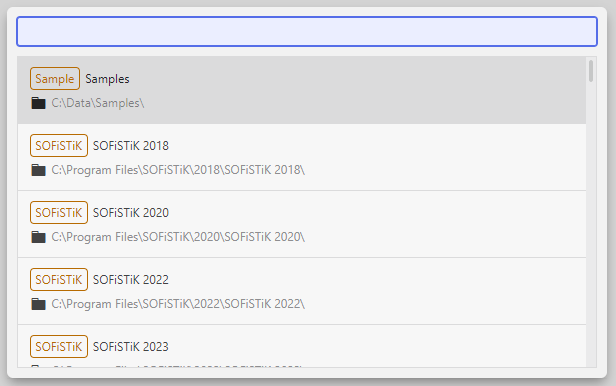 Sample Samples
C:\Data\Samples\
SOFiSTiK SOFiSTiK 2018
C:\Program Files\SOFiSTiK\2018\SOFiSTiK 2018\
SOFiSTiK SOFiSTiK 2020
C:\Program Files\SOFiSTiK\2020\SOFiSTiK 2020\
SOFiSTiK SOFiSTiK 2022
C:\Program Files\SOFiSTiK\2022\SOFiSTiK 2022\
SOFiSTiK SOFiSTiK 2023